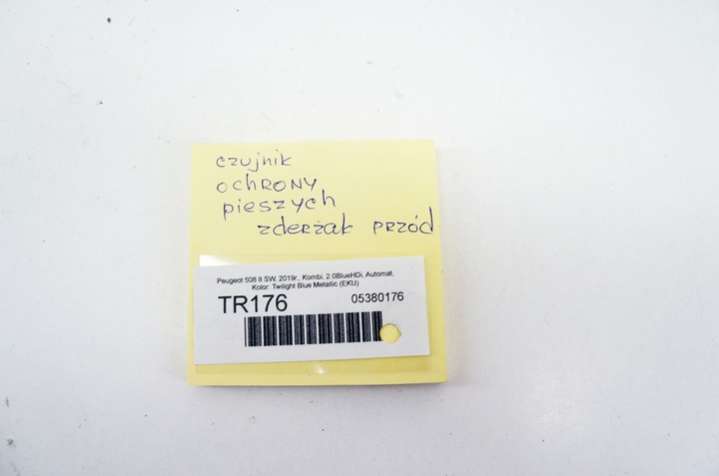 czujnik
ochRONY
pieszych
zdeRżak pRzód
Peugeot 508 II SW, 2019r., Kombi, 2.0BlueHDi, Automat,
Kolor: Twilight Blue Metallic (EKU)
TR176 05380176